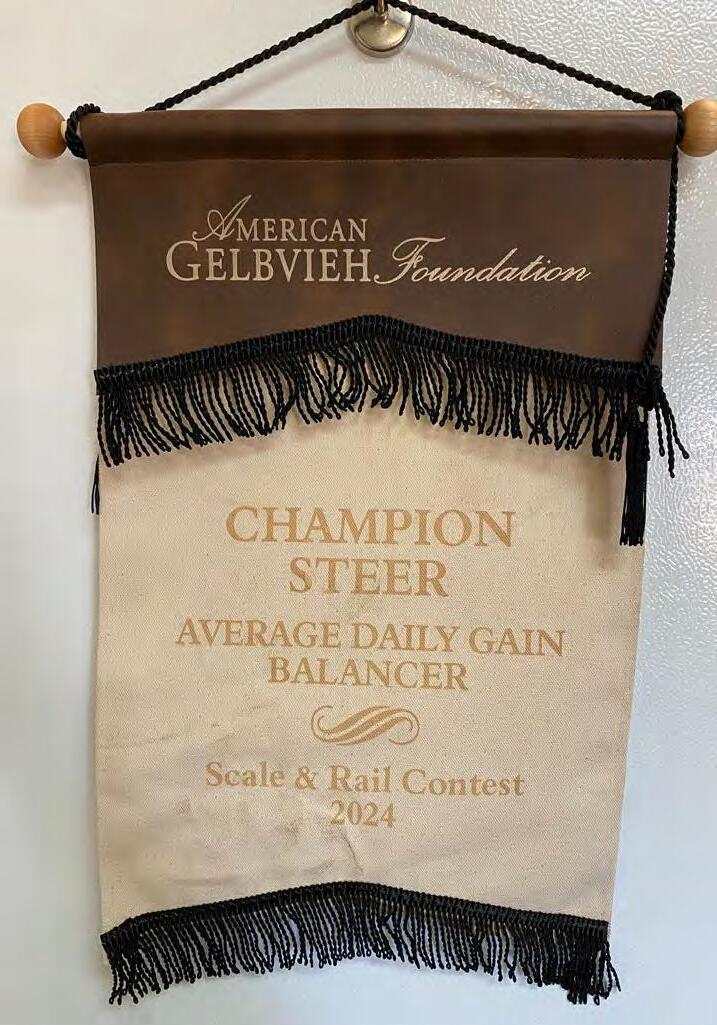 AMERICAN
GELBVIEH Foundation
CHAMPION
STEER
AVERAGE DAILY GAIN
BALANCER
Scale & Rail Contest
2024